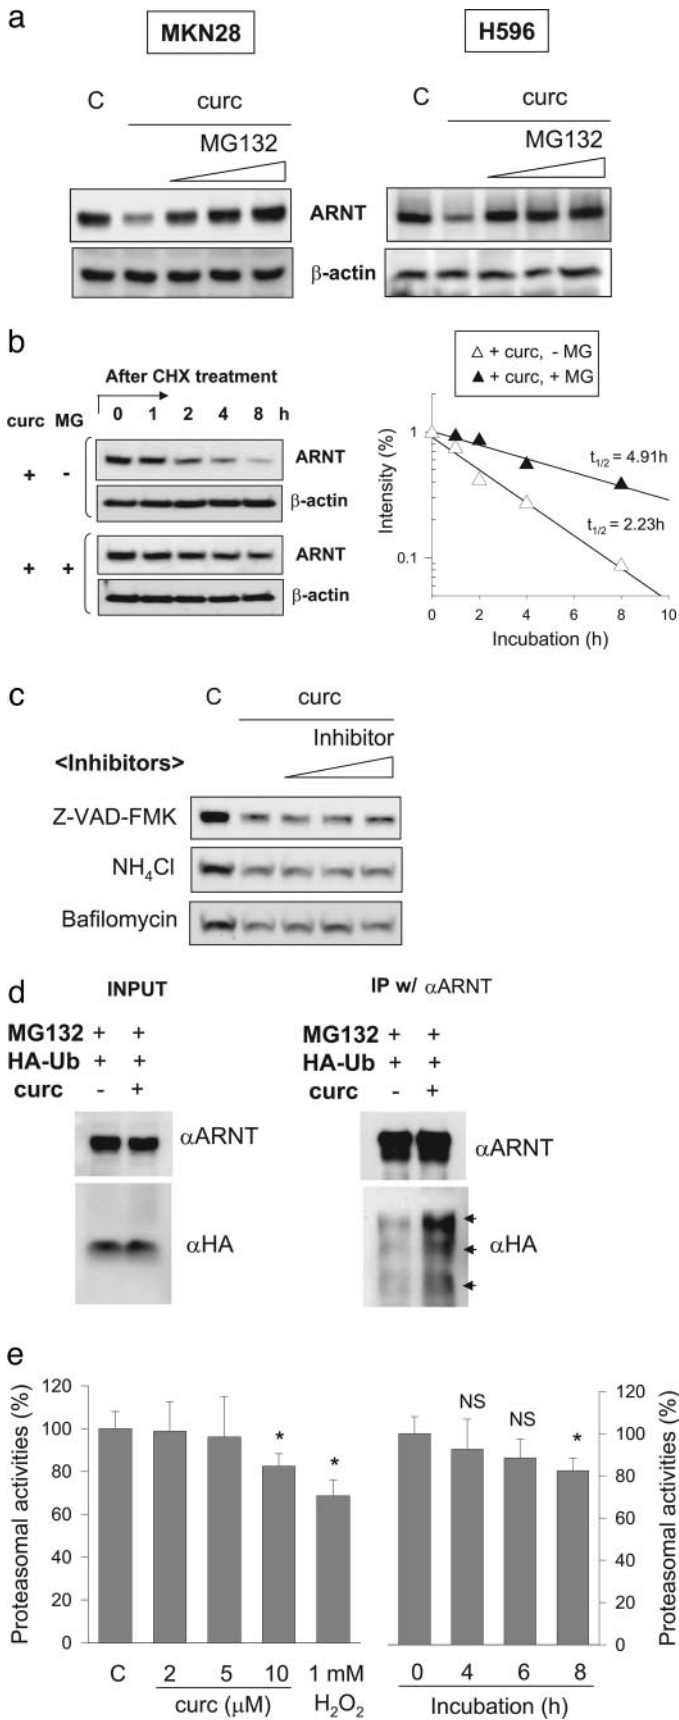 a
MKN28
H596
C
curc
MG132
C
curc
MG132
ARNT
β-actin
b
After CHX treatment
curc MG
0 1 2 4 8 h
+ -
ARNT
β-actin
+ +
ARNT
β-actin
△ + curc, - MG
▲ + curc, + MG
Intensity (%)
1
0.1
t1/2 = 4.91h
t1/2 = 2.23h
0 2 4 6 8 10
Incubation (h)
c
C
curc
Inhibitor
<Inhibitors>
Z-VAD-FMK
NH4Cl
Bafilomycin
d
INPUT
MG132 + +
HA-Ub + +
curc - +
αARNT
αHA
IP w/ αARNT
MG132 + +
HA-Ub + +
curc - +
αARNT
αHA
e
Proteasomal activities (%)
120
100
80
60
40
20
0
*
*
C 2 5 10 1 mM
curc (μM) H2O2
NS
NS
*
120
100
80
60
40
20
0
Proteasomal activities (%)
0 4 6 8
Incubation (h)